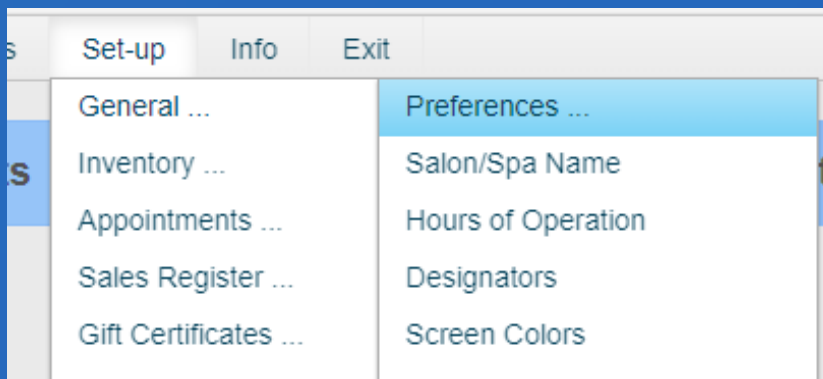 Set-up Info Exit
General ...
Inventory ...
Appointments ...
Sales Register ...
Gift Certificates ...
Preferences ...
Salon/Spa Name
Hours of Operation
Designators
Screen Colors